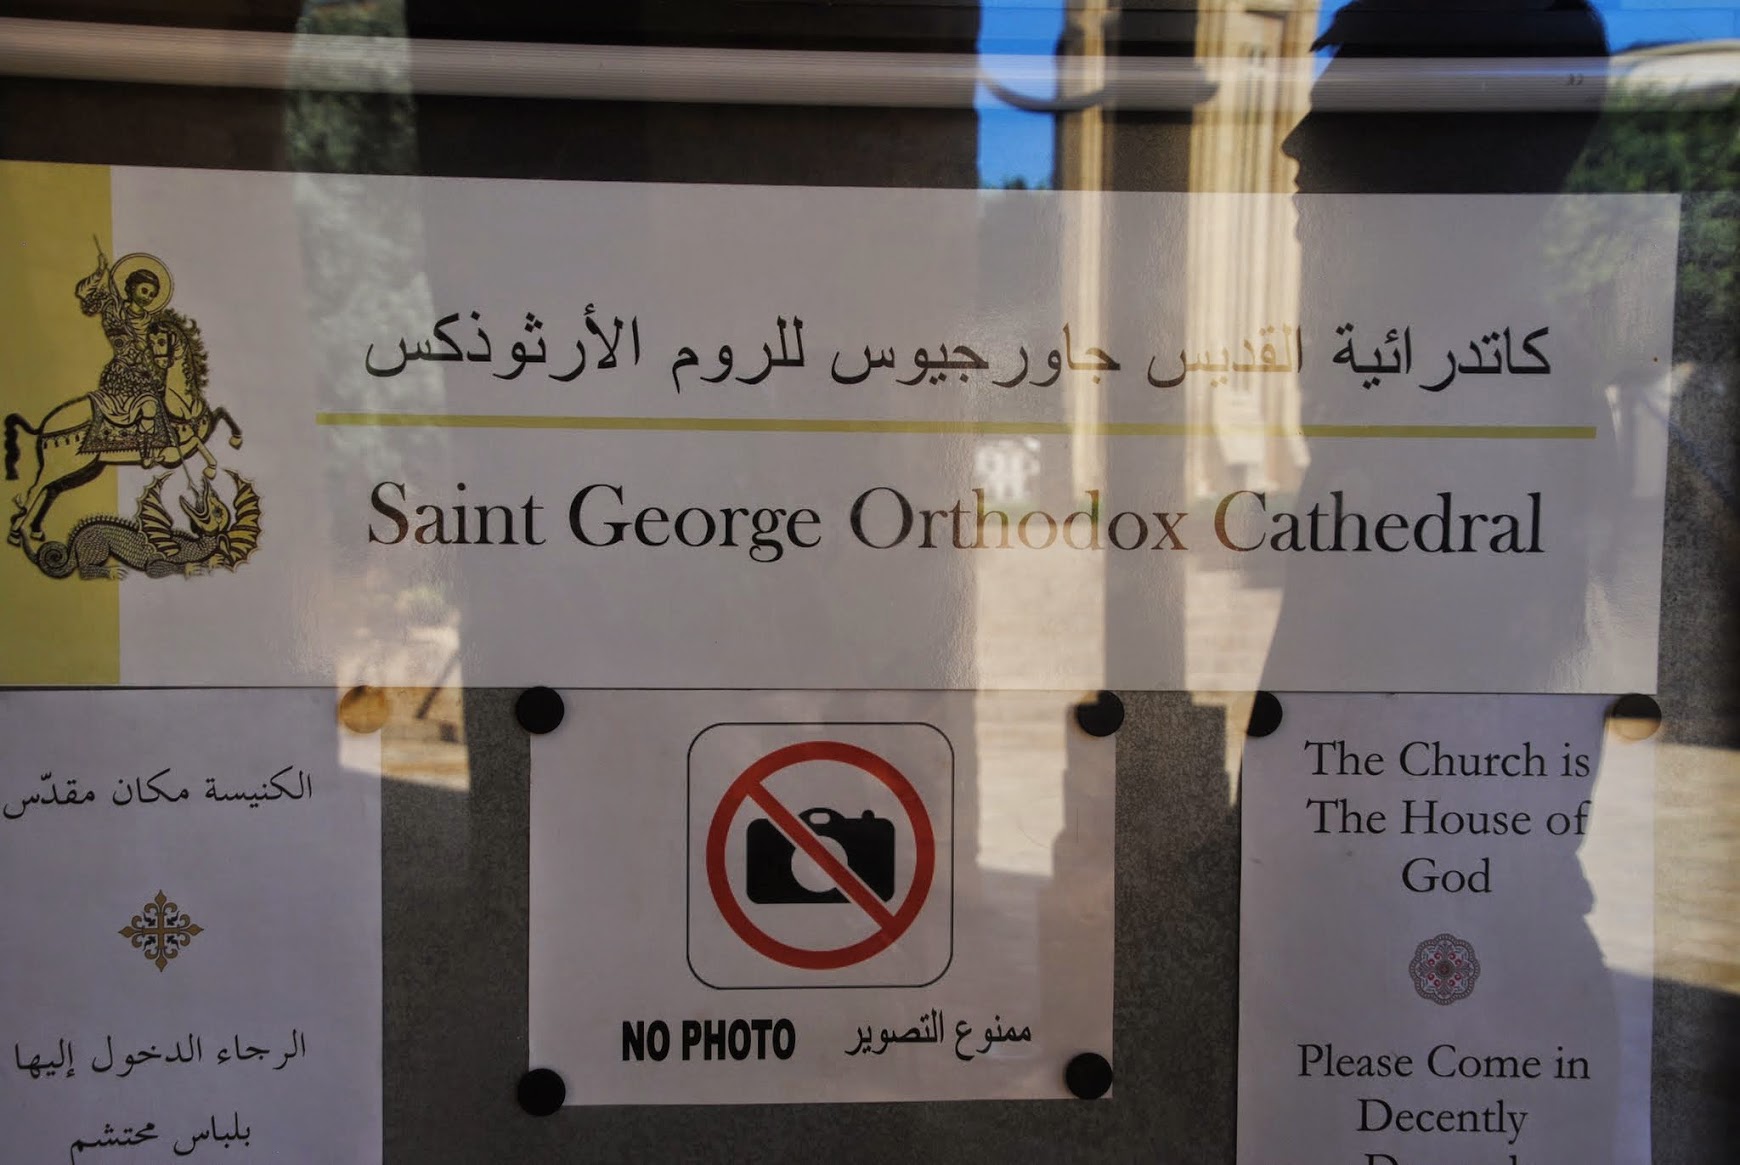 كاتدرائية القديس جاورجيوس للروم الأرثوذكس
Saint George Orthodox Cathedral
الكنيسة مكان مقدّس
الرجاء الدخول إليها
بلباس محتشم
NO PHOTO ممنوع التصوير
The Church is
The House of
God
Please Come in
Decently